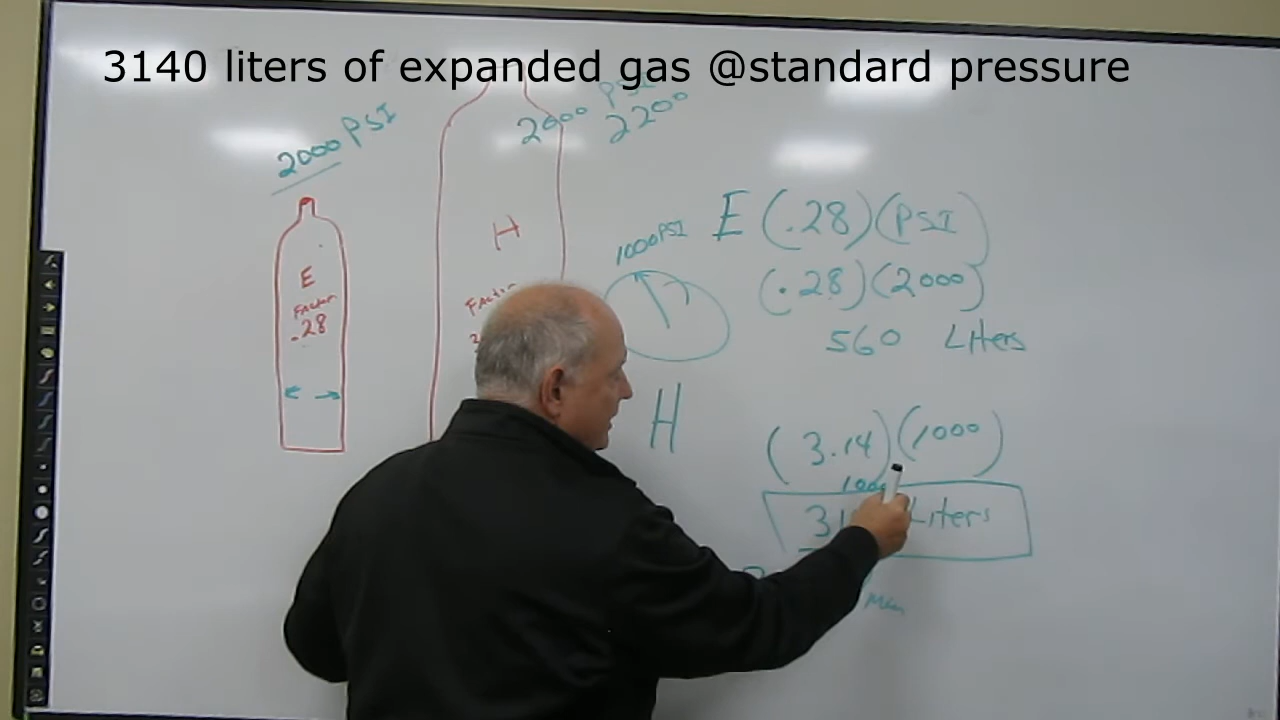 3140 liters of expanded gas @standard pressure
2000 PSI
2000 2200
H
E
FACTOR
.28
1000 PSI
E (.28)(PSI)
(.28)(2000)
560 LITers
H
(3.14)(1000)
Liters